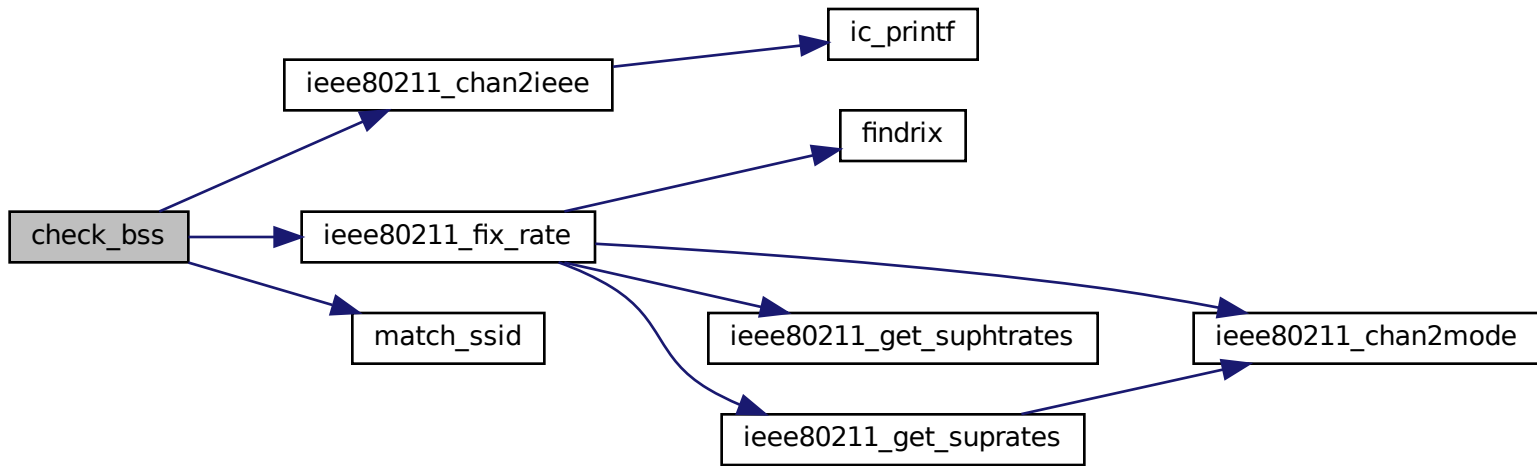 ic_printf
ieee80211_chan2ieee
findrix
check_bss
ieee80211_fix_rate
match_ssid
ieee80211_get_suphtrates
ieee80211_chan2mode
ieee80211_get_suprates